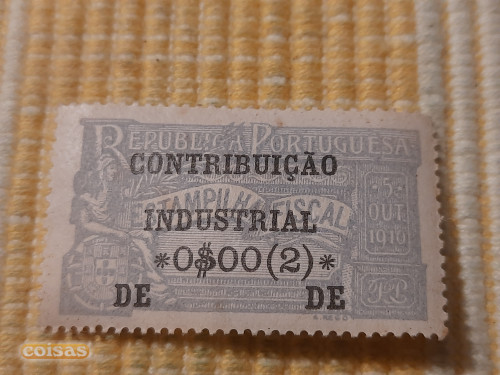 REPUBLICA PORTUGUESA
CONTRIBUIÇÃO
ESTAMPILHA FISCAL
5
OUT.
1910
INDUSTRIAL
*0$00(2)*
DE DE
coisas